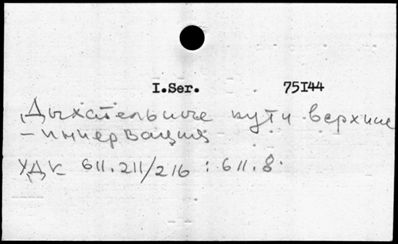 I.Ser. 75I44
Дыхательные пути верхние
- иннервация
УДК 611.211/216 : 611.8.